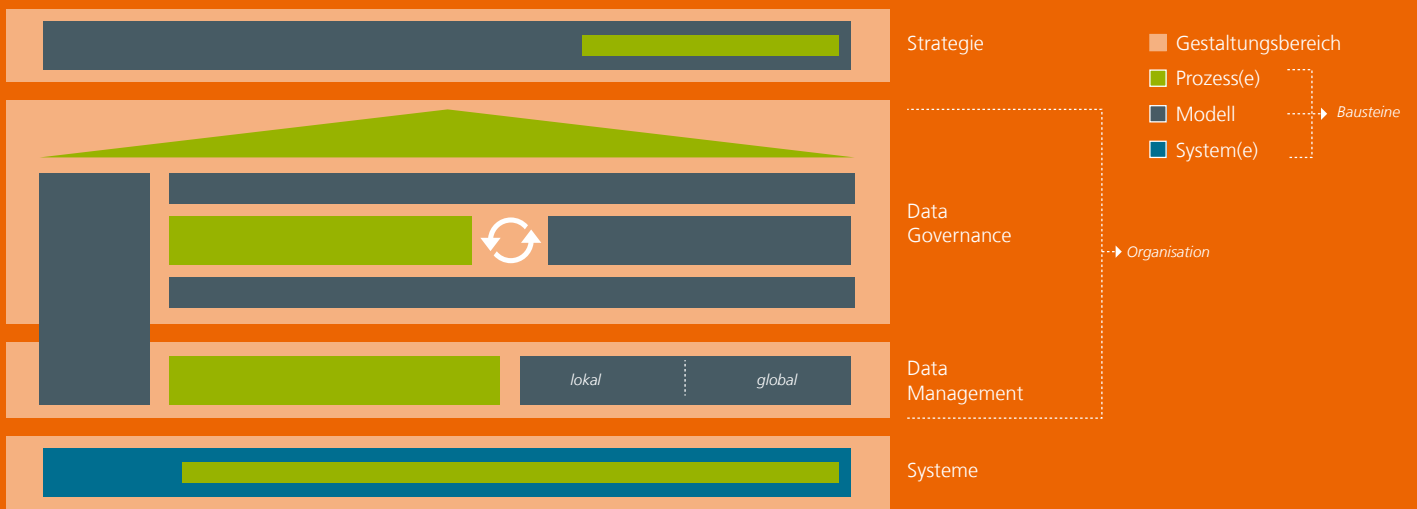 Strategie
Gestaltungsbereich
Prozess(e)
Modell
Bausteine
System(e)
Data
Governance
Organisation
Data
Management
lokal
global
Systeme